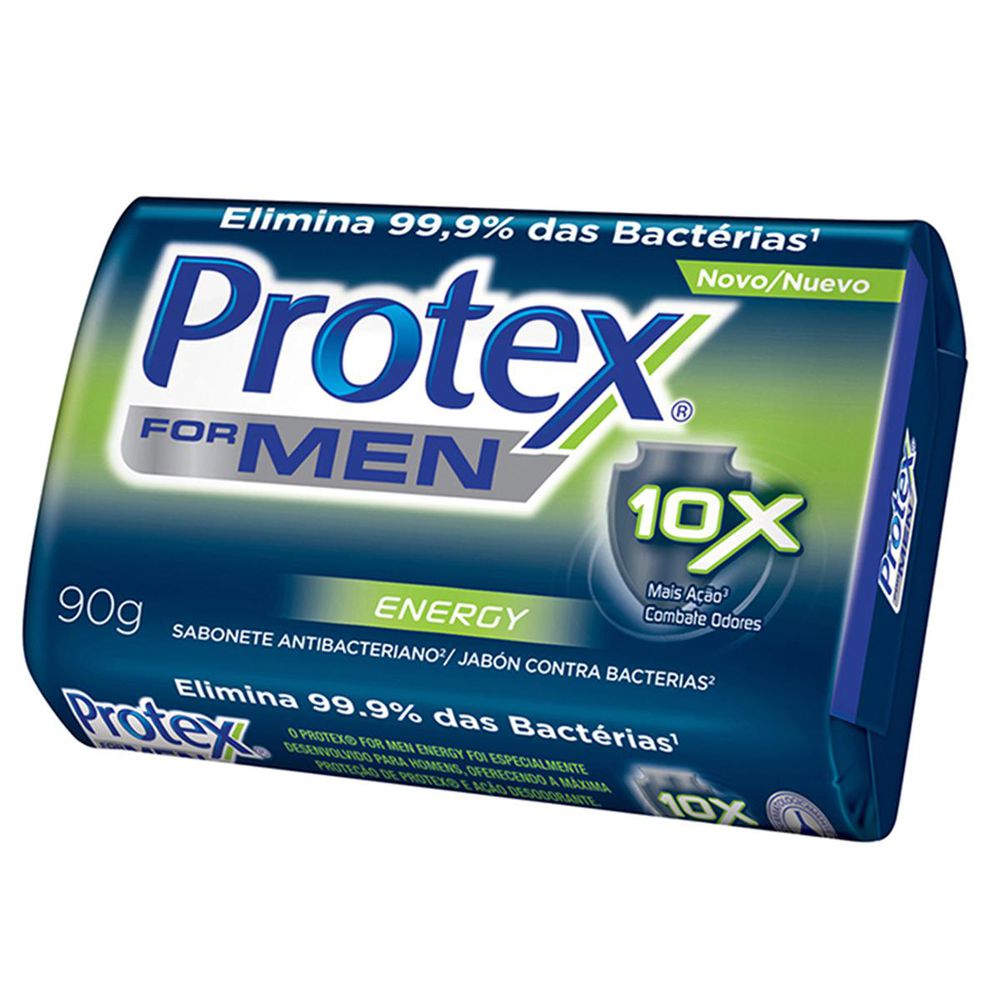 Elimina 99,9% das Bactérias¹
Novo/Nuevo
Protex®
FOR MEN
10X
Mais Ação³
Combate Odores
90g
ENERGY
SABONETE ANTIBACTERIANO²/ JABÓN CONTRA BACTERIAS²
Protex
FOR MEN
Elimina 99.9% das Bactérias¹
Protex®
O PROTEX® FOR MEN ENERGY FOI ESPECIALMENTE
DESENVOLVIDO PARA HOMENS, OFERECENDO A MÁXIMA
PROTEÇÃO DE PROTEX® E AÇÃO DESODORANTE.
10X